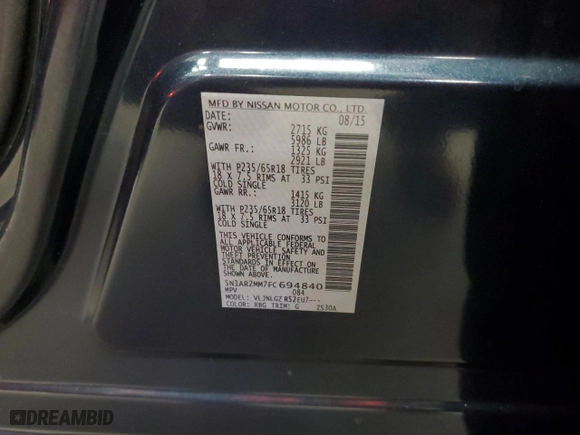 MFD BY NISSAN MOTOR CO., LTD.
DATE: 08/15
GVWR: 2715 KG
5986 LB
GAWR FR.: 1325 KG
2921 LB
WITH P235/65R18 TIRES
18 X 7.5 RIMS AT 33 PSI
COLD SINGLE
GAWR RR.: 1415 KG
3120 LB
WITH P235/65R18 TIRES
18 X 7.5 RIMS AT 33 PSI
COLD SINGLE
THIS VEHICLE CONFORMS TO
ALL APPLICABLE FEDERAL
MOTOR VEHICLE SAFETY AND
THEFT PREVENTION
STANDARDS IN EFFECT ON
THE DATE OF MANUFACTURE
SHOWN ABOVE.
5N1AR2MM7FC694840
MPV 084
MODEL: VLJNLGZ R52EU7---
COLOR: RBG TRIM: G 2S30A
DREAMBID